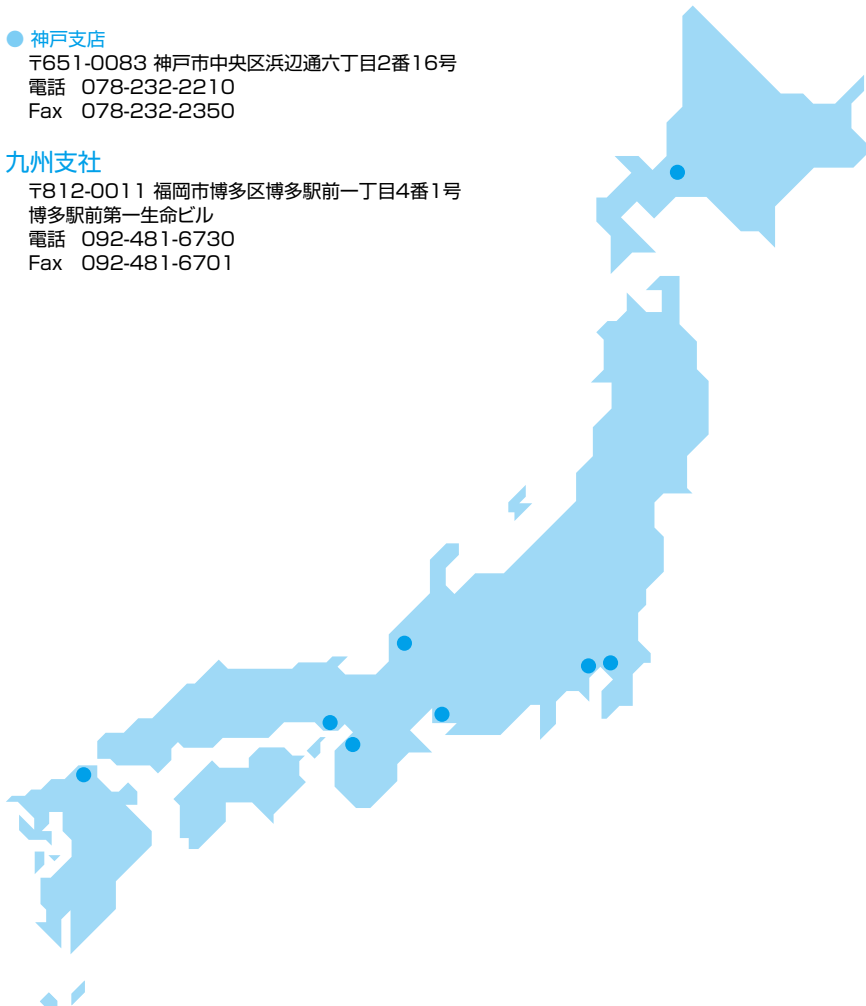 神戸支店
〒651-0083 神戸市中央区浜辺通六丁目2番16号
電話 078-232-2210
Fax 078-232-2350
九州支社
〒812-0011 福岡市博多区博多駅前一丁目4番1号
博多駅前第一生命ビル
電話 092-481-6730
Fax 092-481-6701